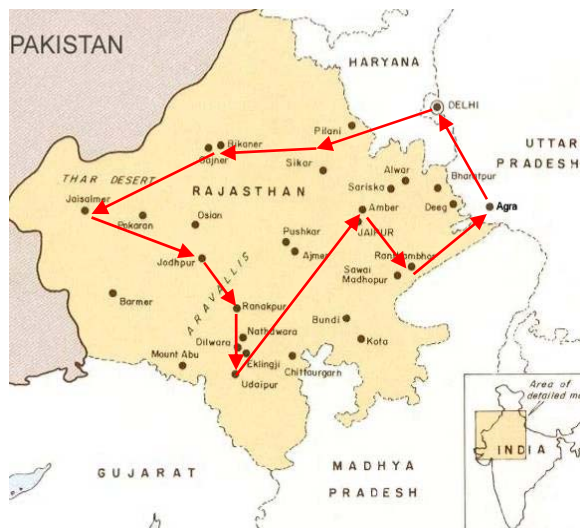 PAKISTAN
HARYANA
DELHI
UTTAR
PRADESH
Pilani
Bikaner
Gajner
Sikar
THAR DESERT
RAJASTHAN
Alwar
Sariska
Bharatpur
Deeg
Jaisalmer
Pokaran
Osian
Amber
JAIPUR
Agra
Pushkar
Ajmer
Jodhpur
Ranthambhor
Sawai
Madhopur
ARAVALLIS
Barmer
Ranakpur
Bundi
Nathdwara
Dilwara
Kota
Mount Abu
Eklingji
Chittaurgarh
Udaipur
Area of
detailed m
INDIA
GUJARAT
MADHYA
PRADESH